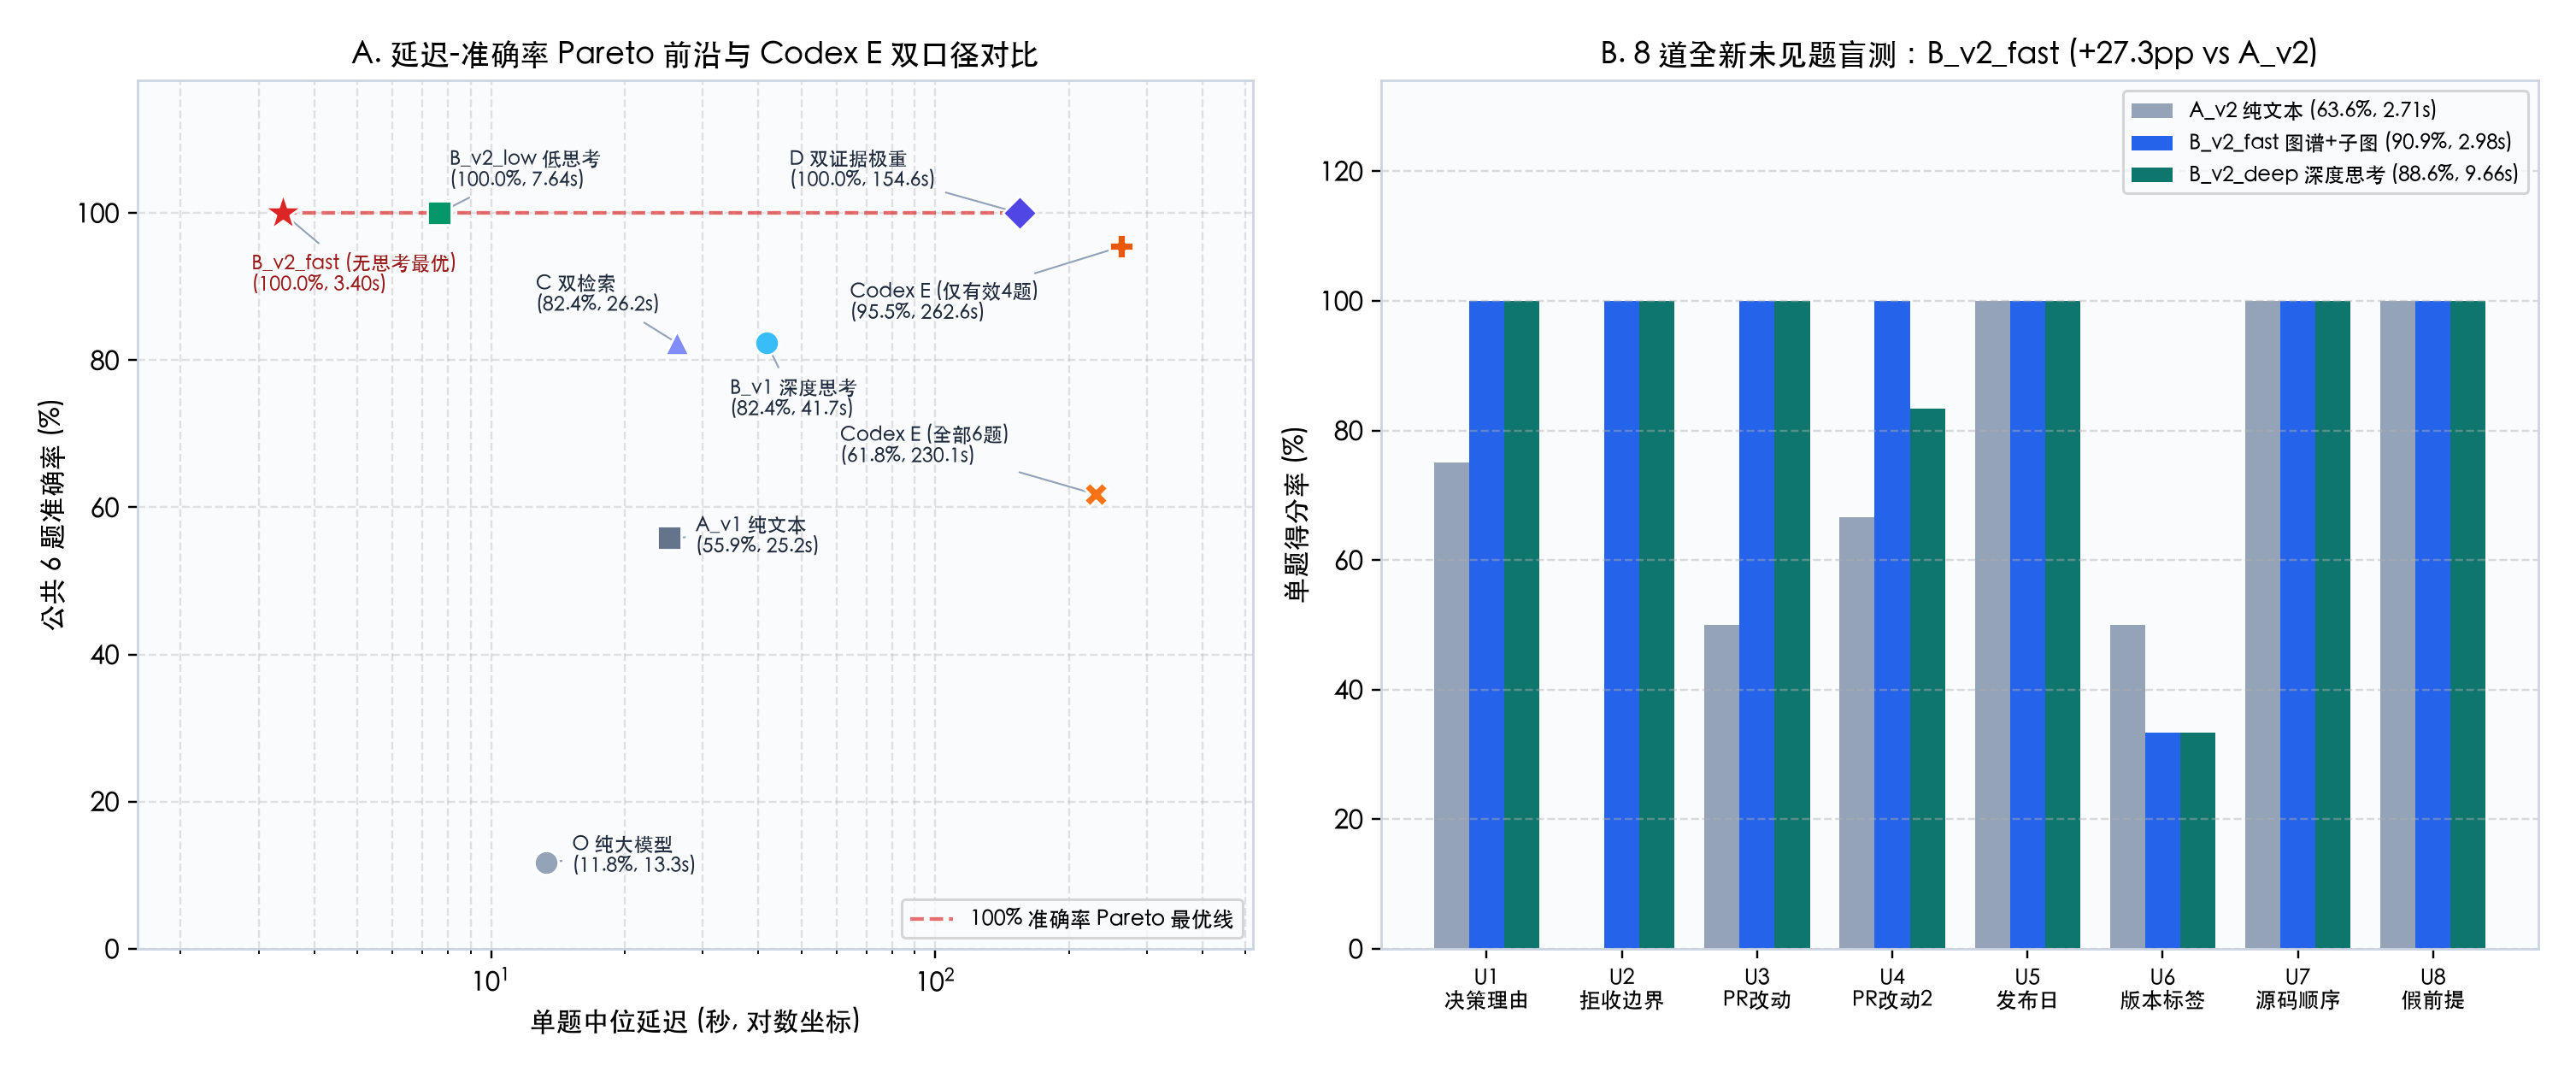 A. 延迟-准确率 Pareto 前沿与 Codex E 双口径对比
B_v2_low 低思考
(100.0%, 7.64s)
D 双证据极重
(100.0%, 154.6s)
B_v2_fast (无思考最优)
(100.0%, 3.40s)
C 双检索
(82.4%, 26.2s)
Codex E (仅有效4题)
(95.5%, 262.6s)
B_v1 深度思考
(82.4%, 41.7s)
Codex E (全部6题)
(61.8%, 230.1s)
A_v1 纯文本
(55.9%, 25.2s)
O 纯大模型
(11.8%, 13.3s)
100% 准确率 Pareto 最优线
100
80
60
40
20
0
公共 6 题准确率 (%)
10¹
10²
单题中位延迟 (秒, 对数坐标)
B. 8 道全新未见题盲测：B_v2_fast (+27.3pp vs A_v2)
A_v2 纯文本 (63.6%, 2.71s)
B_v2_fast 图谱+子图 (90.9%, 2.98s)
B_v2_deep 深度思考 (88.6%, 9.66s)
120
100
80
60
40
20
0
单题得分率 (%)
U1
决策理由
U2
拒收边界
U3
PR改动
U4
PR改动2
U5
发布日
U6
版本标签
U7
源码顺序
U8
假前提